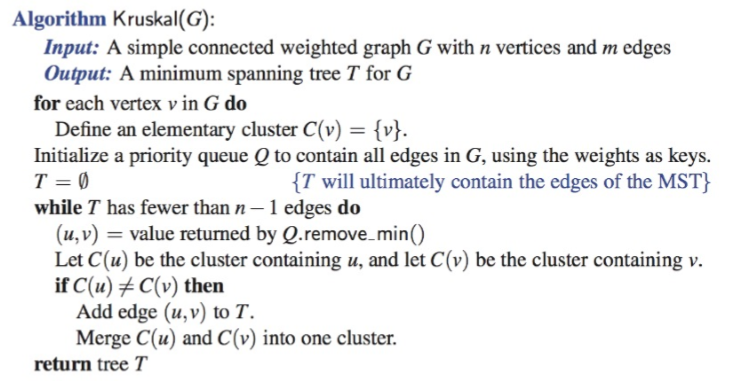 Algorithm Kruskal(G):
Input: A simple connected weighted graph G with n vertices and m edges
Output: A minimum spanning tree T for G
for each vertex v in G do
Define an elementary cluster C(v) = {v}.
Initialize a priority queue Q to contain all edges in G, using the weights as keys.
T = ∅ {T will ultimately contain the edges of the MST}
while T has fewer than n − 1 edges do
(u,v) = value returned by Q.remove_min()
Let C(u) be the cluster containing u, and let C(v) be the cluster containing v.
if C(u) ≠ C(v) then
Add edge (u,v) to T.
Merge C(u) and C(v) into one cluster.
return tree T